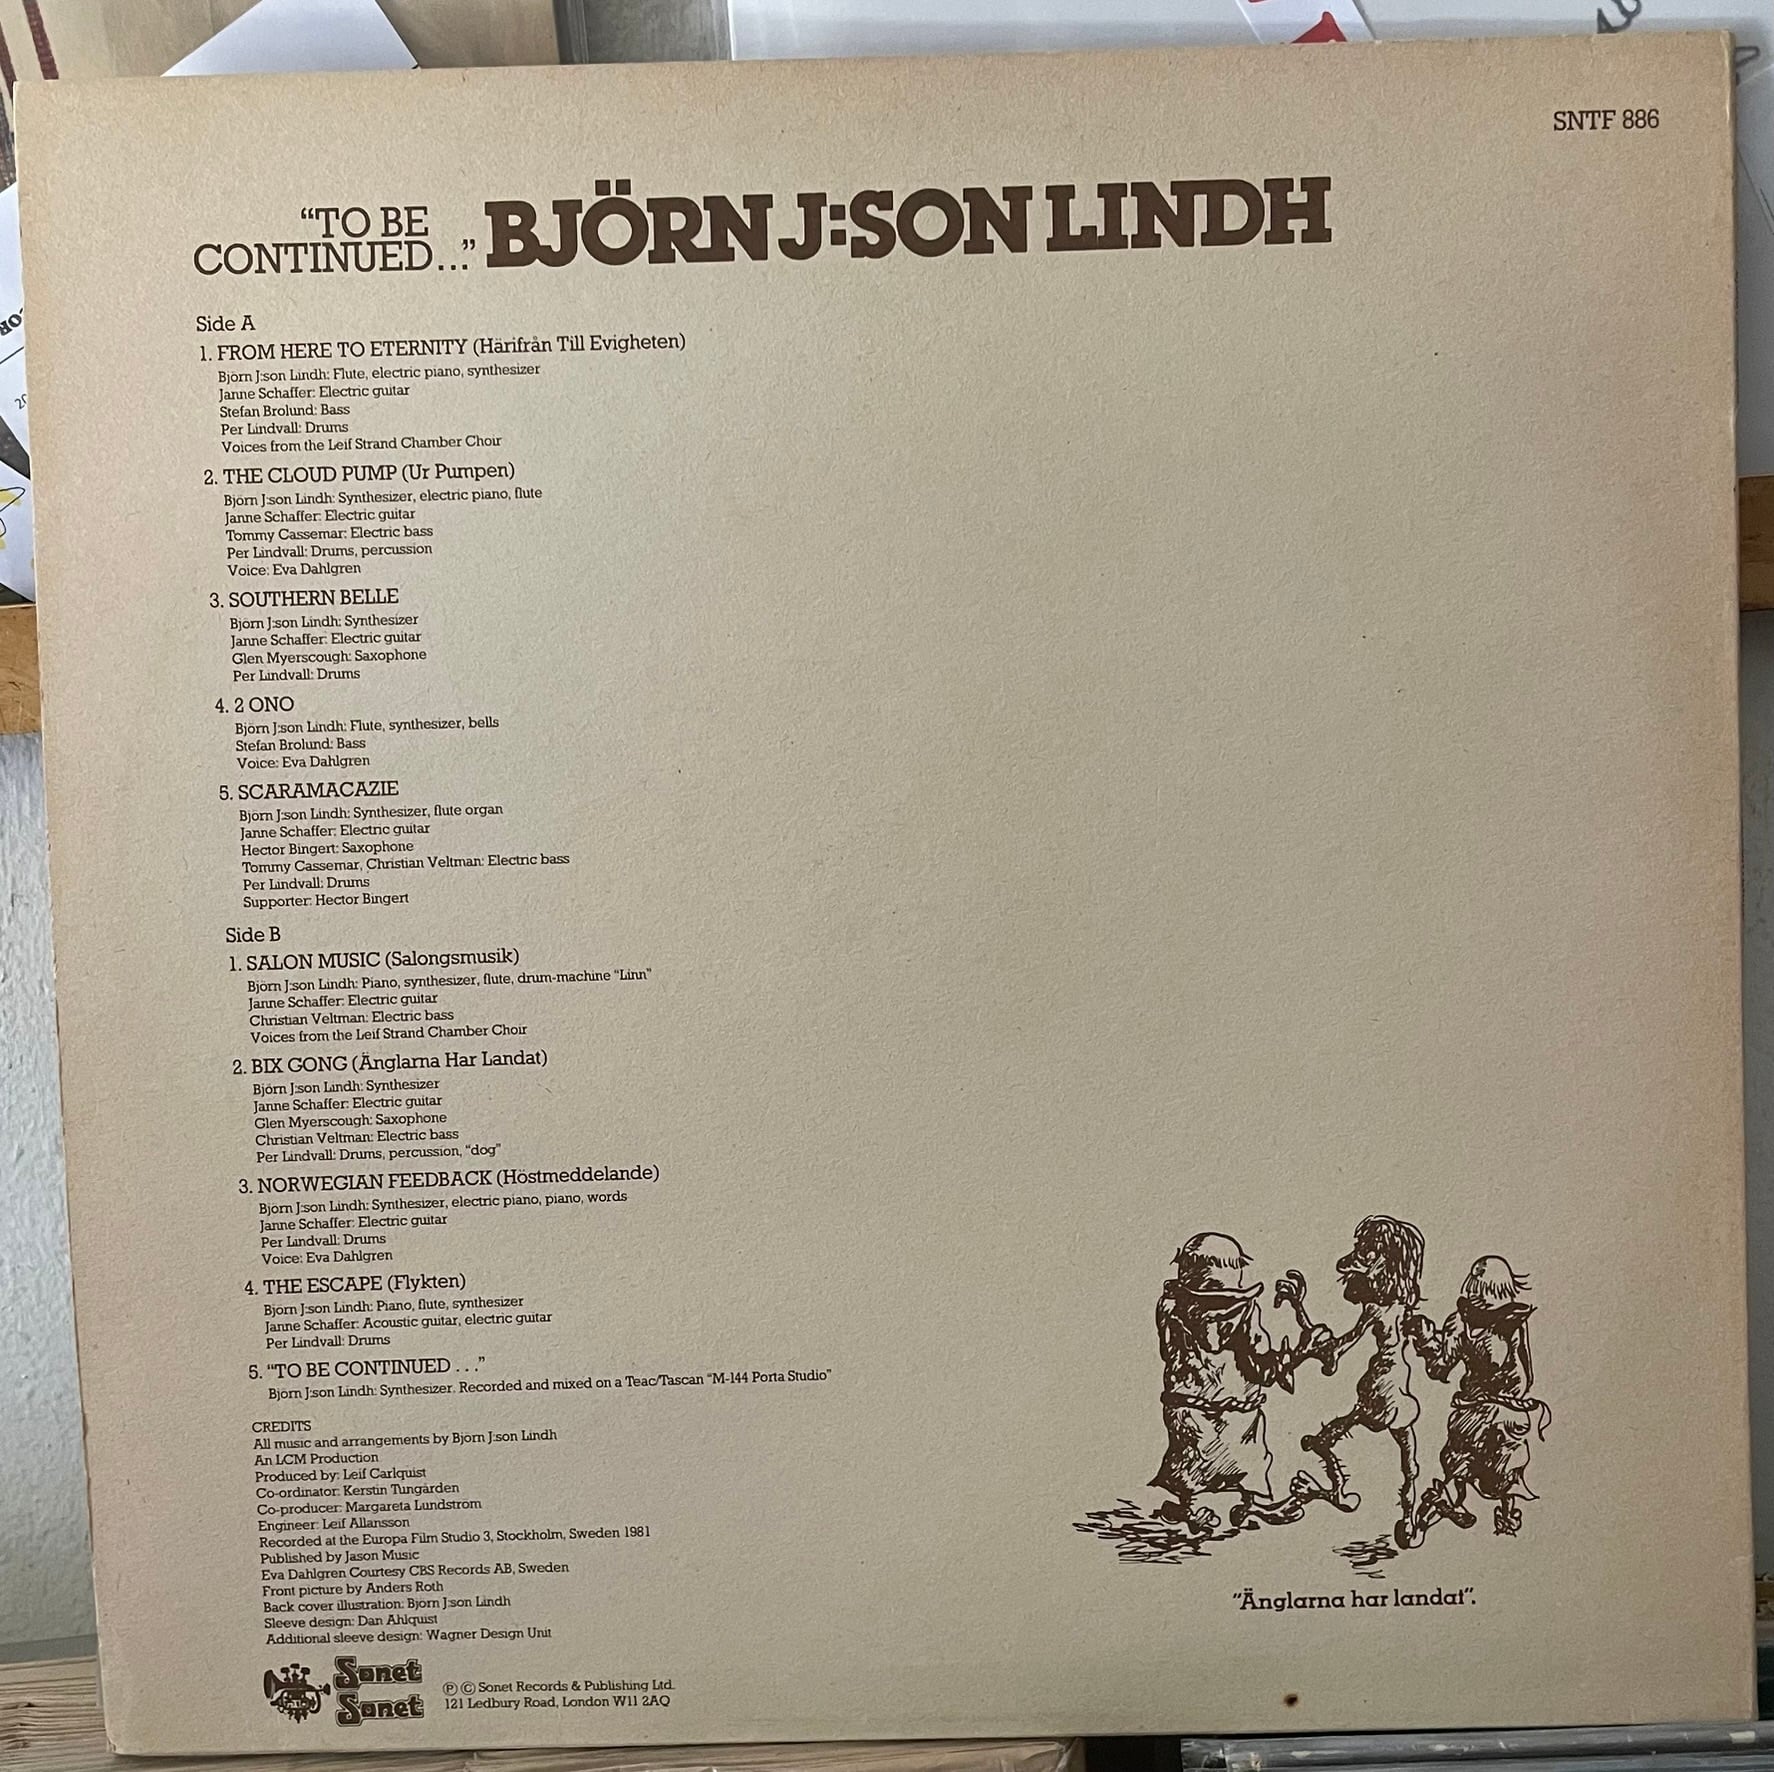 SNTF 886
"TO BE
CONTINUED..." BJÖRN J:SON LINDH
Side A
1. FROM HERE TO ETERNITY (Härifrån Till Evigheten)
Björn J:son Lindh: Flute, electric piano, synthesizer
Janne Schaffer: Electric guitar
Stefan Brolund: Bass
Per Lindvall: Drums
Voices from the Leif Strand Chamber Choir
2. THE CLOUD PUMP (Ur Pumpen)
Björn J:son Lindh: Synthesizer, electric piano, flute
Janne Schaffer: Electric guitar
Tommy Cassemar: Electric bass
Per Lindvall: Drums, percussion
Voice: Eva Dahlgren
3. SOUTHERN BELLE
Björn J:son Lindh: Synthesizer
Janne Schaffer: Electric guitar
Glen Myerscough: Saxophone
Per Lindvall: Drums
4. 2 ONO
Björn J:son Lindh: Flute, synthesizer, bells
Stefan Brolund: Bass
Voice: Eva Dahlgren
5. SCARAMACAZIE
Björn J:son Lindh: Synthesizer, flute organ
Janne Schaffer: Electric guitar
Hector Bingert: Saxophone
Tommy Cassemar, Christian Veltman: Electric bass
Per Lindvall: Drums
Supporter: Hector Bingert
Side B
1. SALON MUSIC (Salongsmusik)
Björn J:son Lindh: Piano, synthesizer, flute, drum-machine "Linn"
Janne Schaffer: Electric guitar
Christian Veltman: Electric bass
Voices from the Leif Strand Chamber Choir
2. BIX GONG (Änglarna Har Landat)
Björn J:son Lindh: Synthesizer
Janne Schaffer: Electric guitar
Glen Myerscough: Saxophone
Christian Veltman: Electric bass
Per Lindvall: Drums, percussion, "dog"
3. NORWEGIAN FEEDBACK (Höstmeddelande)
Björn J:son Lindh: Synthesizer, electric piano, piano, words
Janne Schaffer: Electric guitar
Per Lindvall: Drums
Voice: Eva Dahlgren
4. THE ESCAPE (Flykten)
Björn J:son Lindh: Piano, flute, synthesizer
Janne Schaffer: Acoustic guitar, electric guitar
Per Lindvall: Drums
5. "TO BE CONTINUED . . ."
Björn J:son Lindh: Synthesizer. Recorded and mixed on a Teac/Tascan "M-144 Porta Studio"
CREDITS
All music and arrangements by Björn J:son Lindh
An LCM Production
Produced by: Leif Carlquist
Co-ordinator: Kerstin Tungården
Co-producer: Margareta Lundström
Engineer: Leif Allansson
Recorded at the Europa Film Studio 3, Stockholm, Sweden 1981
Published by Jason Music
Eva Dahlgren Courtesy CBS Records AB, Sweden
Front picture by Anders Roth
Back cover illustration: Björn J:son Lindh
Sleeve design: Dan Ahlquist
Additional sleeve design: Wagner Design Unit
"Änglarna har landat".
Sonet
Sonet
Ⓟ Ⓒ Sonet Records & Publishing Ltd.
121 Ledbury Road, London W11 2AQ